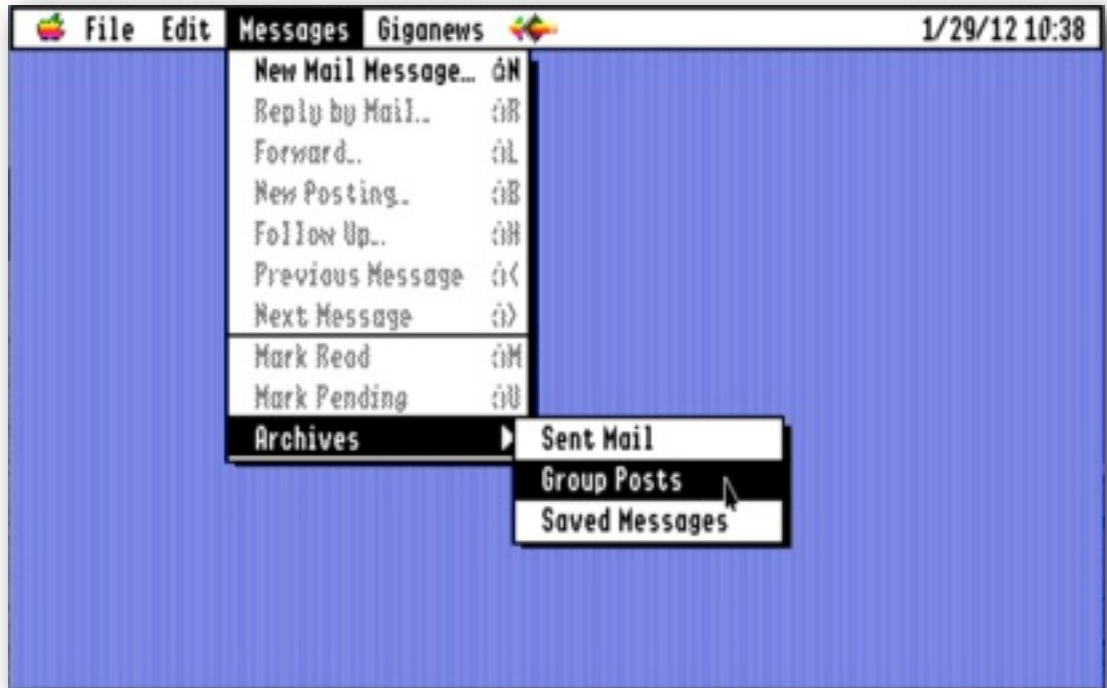 File Edit Messages Giganews 1/29/12 10:38
New Mail Message… N
Reply by Mail… R
Forward… L
New Posting… B
Follow Up… H
Previous Message <
Next Message >
Mark Read M
Mark Pending U
Archives
Sent Mail
Group Posts
Saved Messages